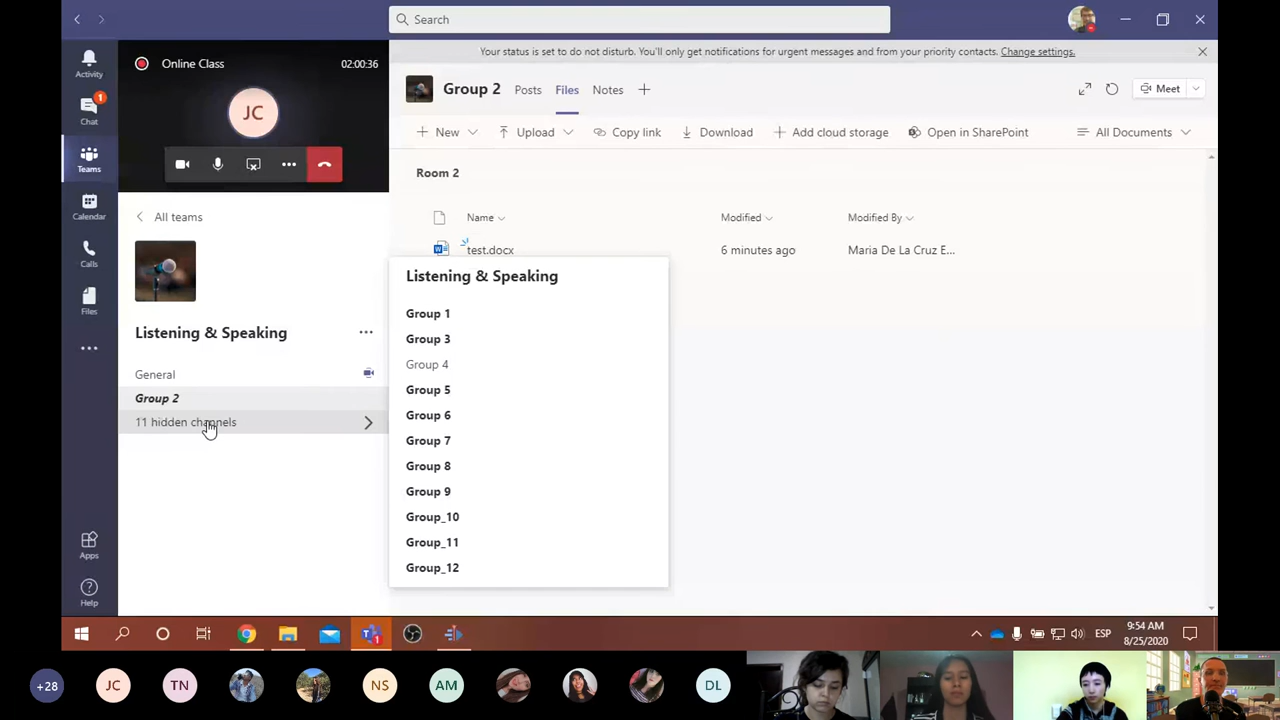 Search
Activity
Online Class
02:00:36
Your status is set to do not disturb. You'll only get notifications for urgent messages and from your priority contacts. Change settings.
Group 2
Posts
Files
Notes
Meet
1
Chat
JC
New
Upload
Copy link
Download
Add cloud storage
Open in SharePoint
All Documents
Teams
Room 2
Calendar
All teams
Name
Modified
Modified By
test.docx
6 minutes ago
Maria De La Cruz E...
Calls
Files
Listening & Speaking
General
Group 2
11 hidden channels
Listening & Speaking
Group 1
Group 3
Group 4
Group 5
Group 6
Group 7
Group 8
Group 9
Group_10
Group_11
Group_12
Apps
Help
1
ESP
9:54 AM
8/25/2020
+28
JC
TN
NS
AM
DL